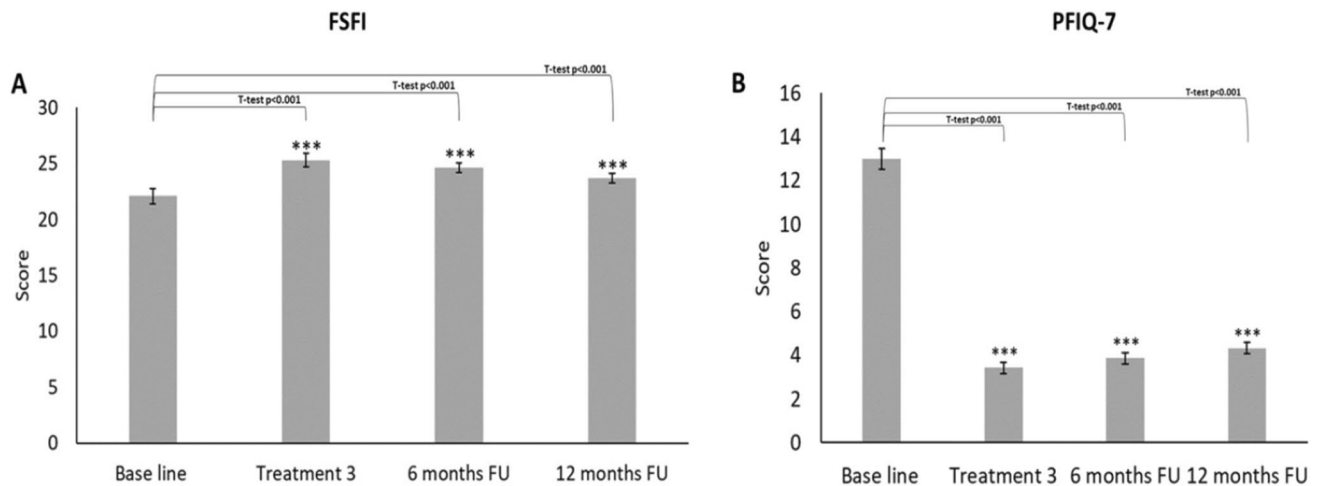 FSFI
A
T-test p<0.001
T-test p<0.001
T-test p<0.001
30
25
20
15
10
5
0
Score
***
***
***
Base line Treatment 3 6 months FU 12 months FU
PFIQ-7
B
T-test p<0.001
T-test p<0.001
T-test p<0.001
16
14
12
10
8
6
4
2
0
Score
***
***
***
Base line Treatment 3 6 months FU 12 months FU